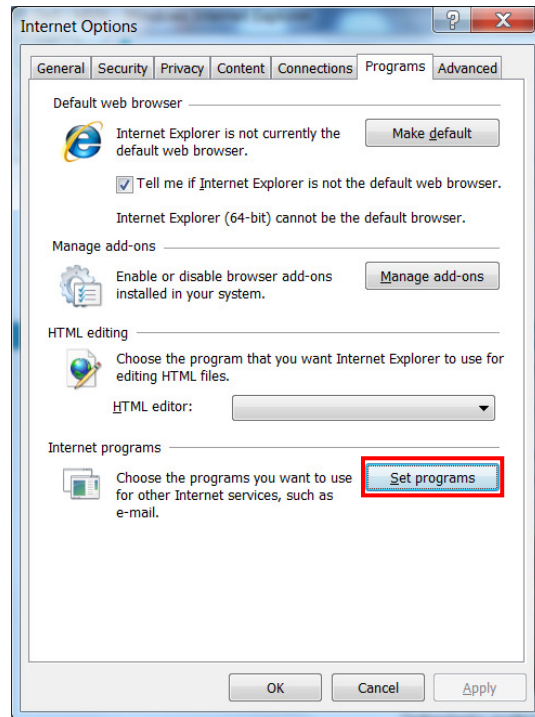 Internet Options
?
X
General Security Privacy Content Connections Programs Advanced
Default web browser
Internet Explorer is not currently the
default web browser.
Make default
Tell me if Internet Explorer is not the default web browser.
Internet Explorer (64-bit) cannot be the default browser.
Manage add-ons
Enable or disable browser add-ons
installed in your system.
Manage add-ons
HTML editing
Choose the program that you want Internet Explorer to use for
editing HTML files.
HTML editor:
Internet programs
Choose the programs you want to use
for other Internet services, such as
e-mail.
Set programs
OK Cancel Apply